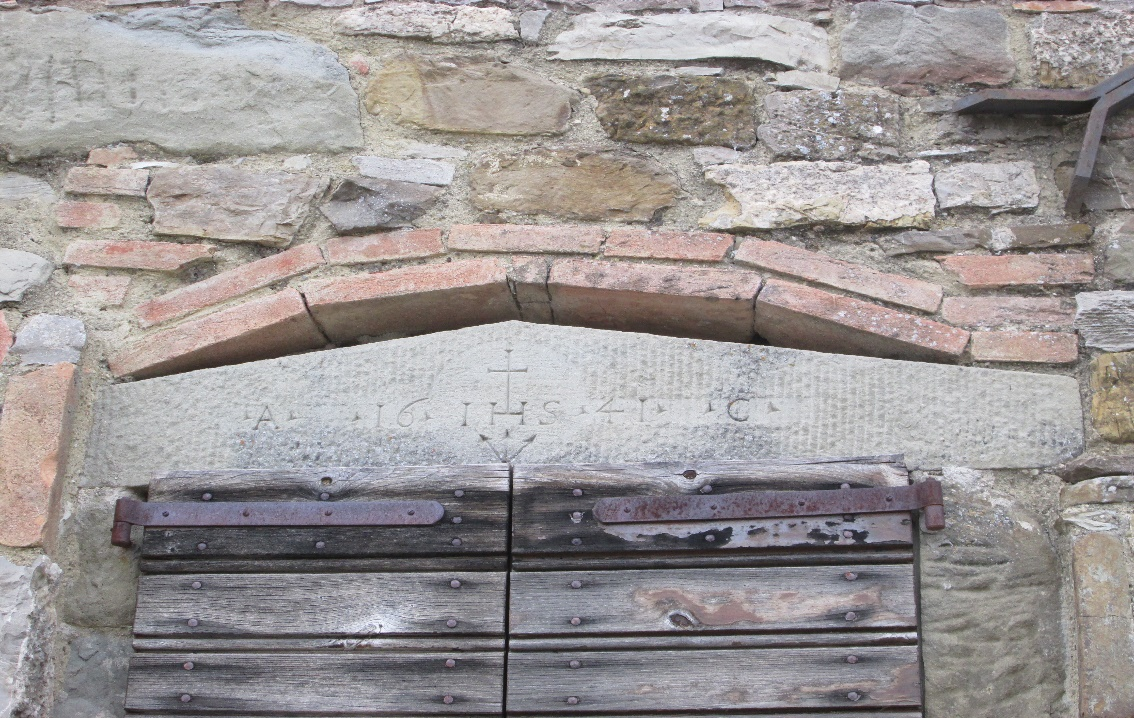 · A · · 16 · IHS · 41 · · C ·